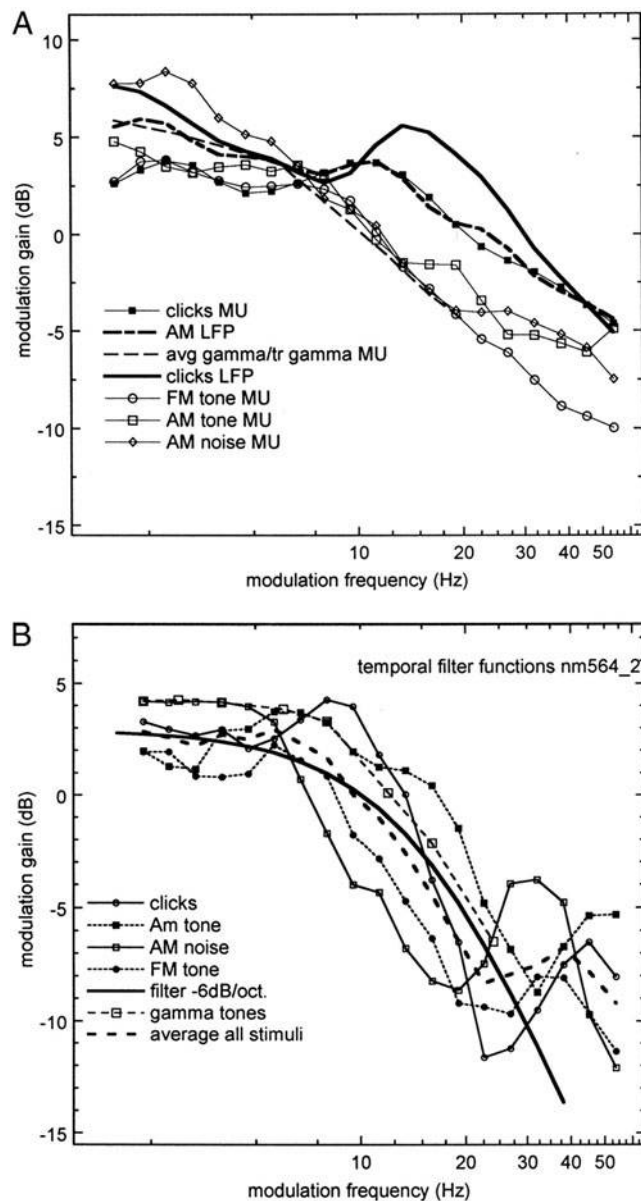 A
10
5
0
-5
-10
-15
modulation gain (dB)
clicks MU
AM LFP
avg gamma/tr gamma MU
clicks LFP
FM tone MU
AM tone MU
AM noise MU
10 20 30 40 50
modulation frequency (Hz)
B
temporal filter functions nm564_2
5
0
-5
-10
-15
modulation gain (dB)
clicks
Am tone
AM noise
FM tone
filter -6dB/oct.
gamma tones
average all stimuli
10 20 30 40 50
modulation frequency (Hz)